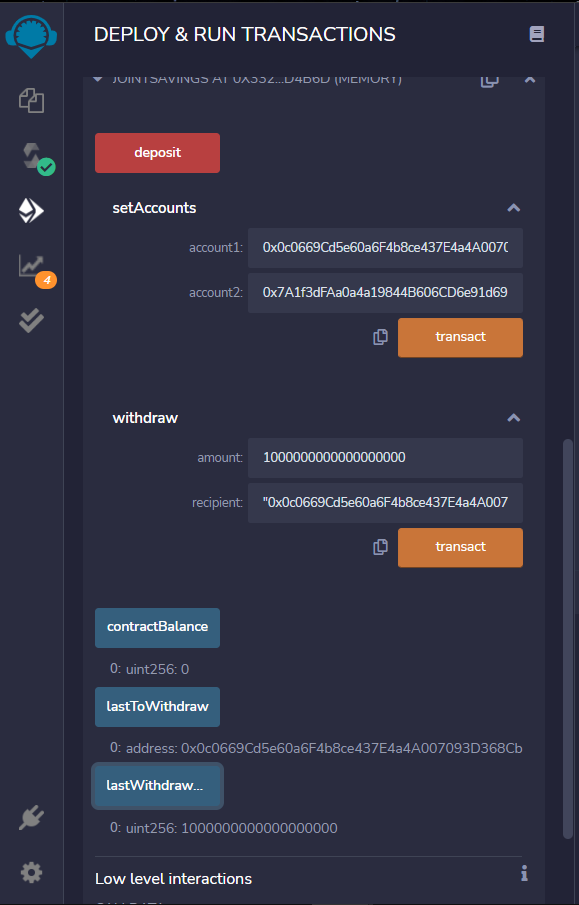 DEPLOY & RUN TRANSACTIONS
JOINTSAVINGS AT 0X332...D4B6D (MEMORY)
deposit
setAccounts
account1: 0x0c0669Cd5e60a6F4b8ce437E4a4A0070
account2: 0x7A1f3dFAa0a4a19844B606CD6e91d69
transact
4
withdraw
amount: 1000000000000000000
recipient: "0x0c0669Cd5e60a6F4b8ce437E4a4A007
transact
contractBalance
0: uint256: 0
lastToWithdraw
0: address: 0x0c0669Cd5e60a6F4b8ce437E4a4A007093D368Cb
lastWithdraw...
0: uint256: 1000000000000000000
Low level interactions